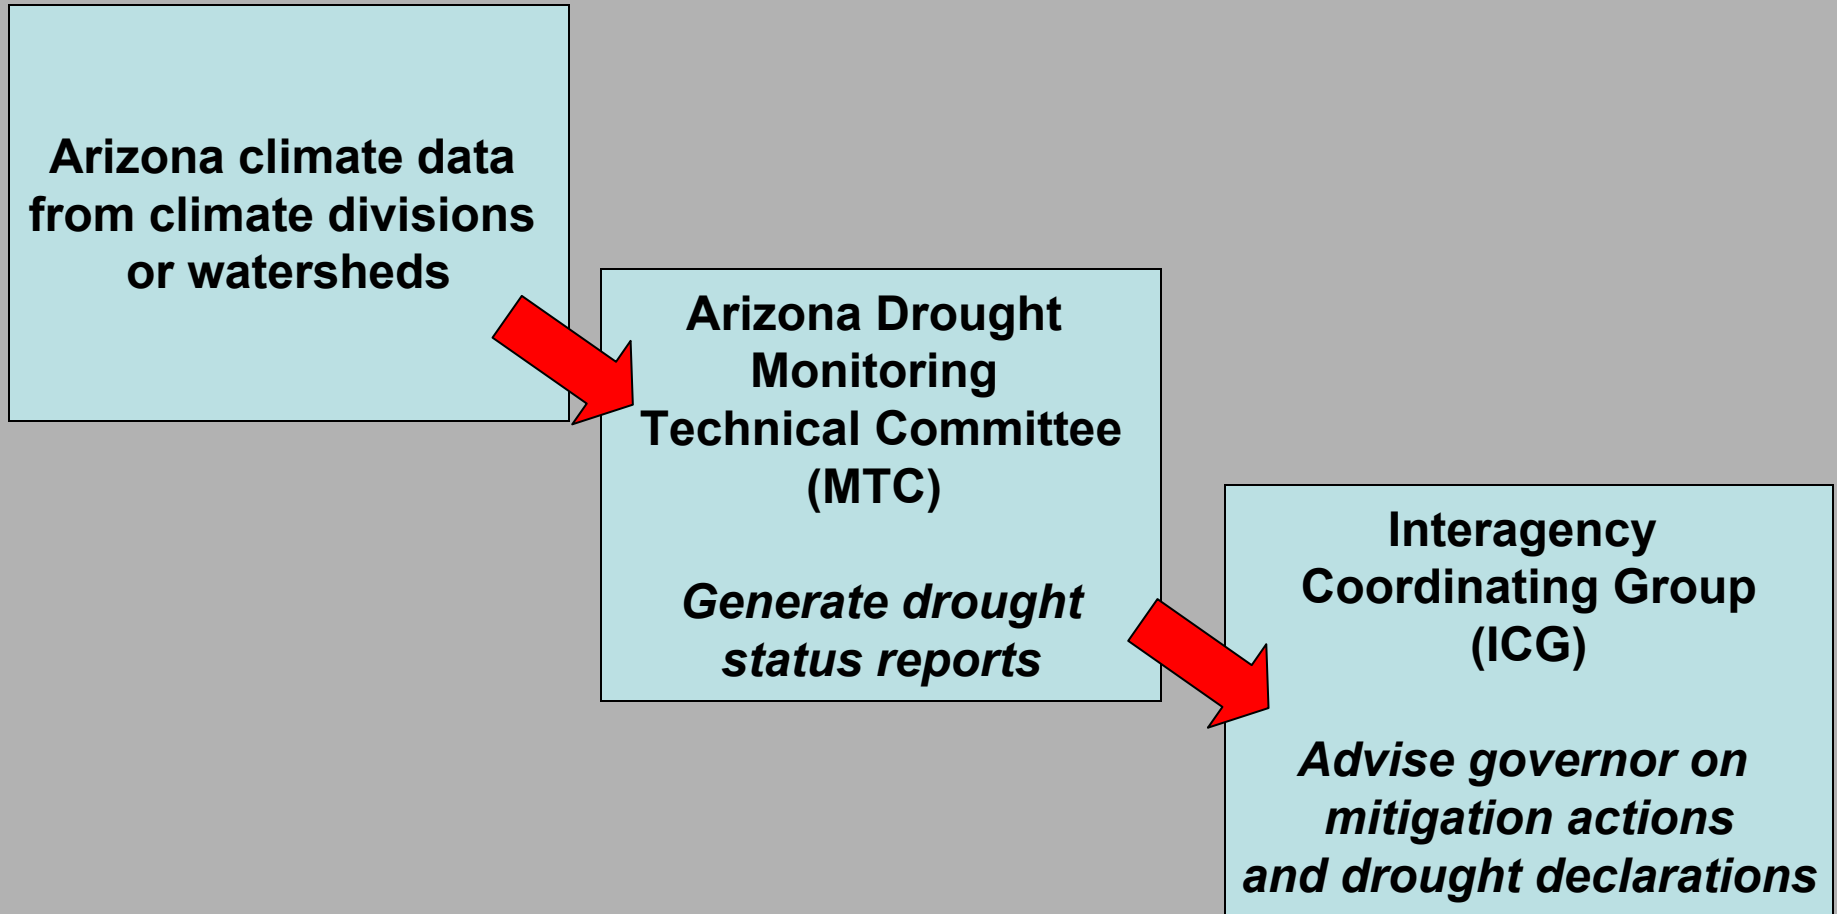 Arizona climate data
from climate divisions
or watersheds
Arizona Drought
Monitoring
Technical Committee
(MTC)
Generate drought
status reports
Interagency
Coordinating Group
(ICG)
Advise governor on
mitigation actions
and drought declarations